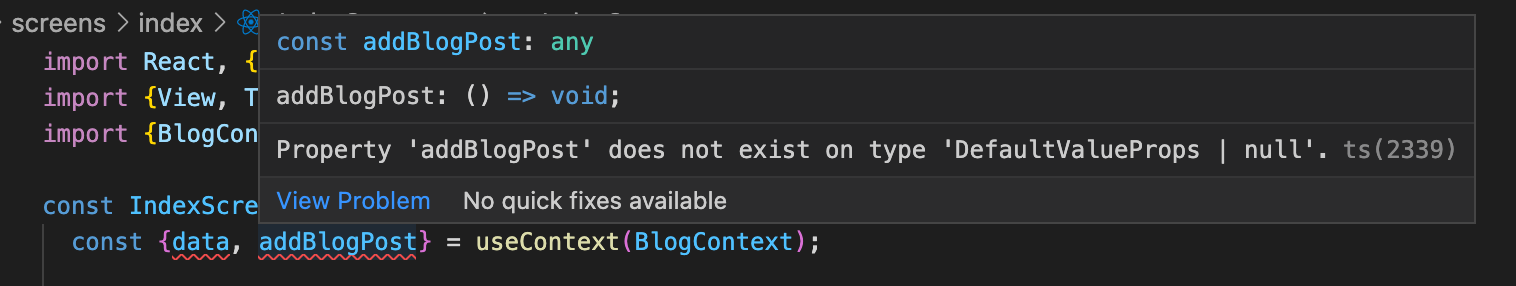 screens > index >
const addBlogPost: any
import React, {
addBlogPost: () => void;
import {View, T
import {BlogCon
Property 'addBlogPost' does not exist on type 'DefaultValueProps | null'. ts(2339)
View Problem No quick fixes available
const IndexScre
const {data, addBlogPost} = useContext(BlogContext);